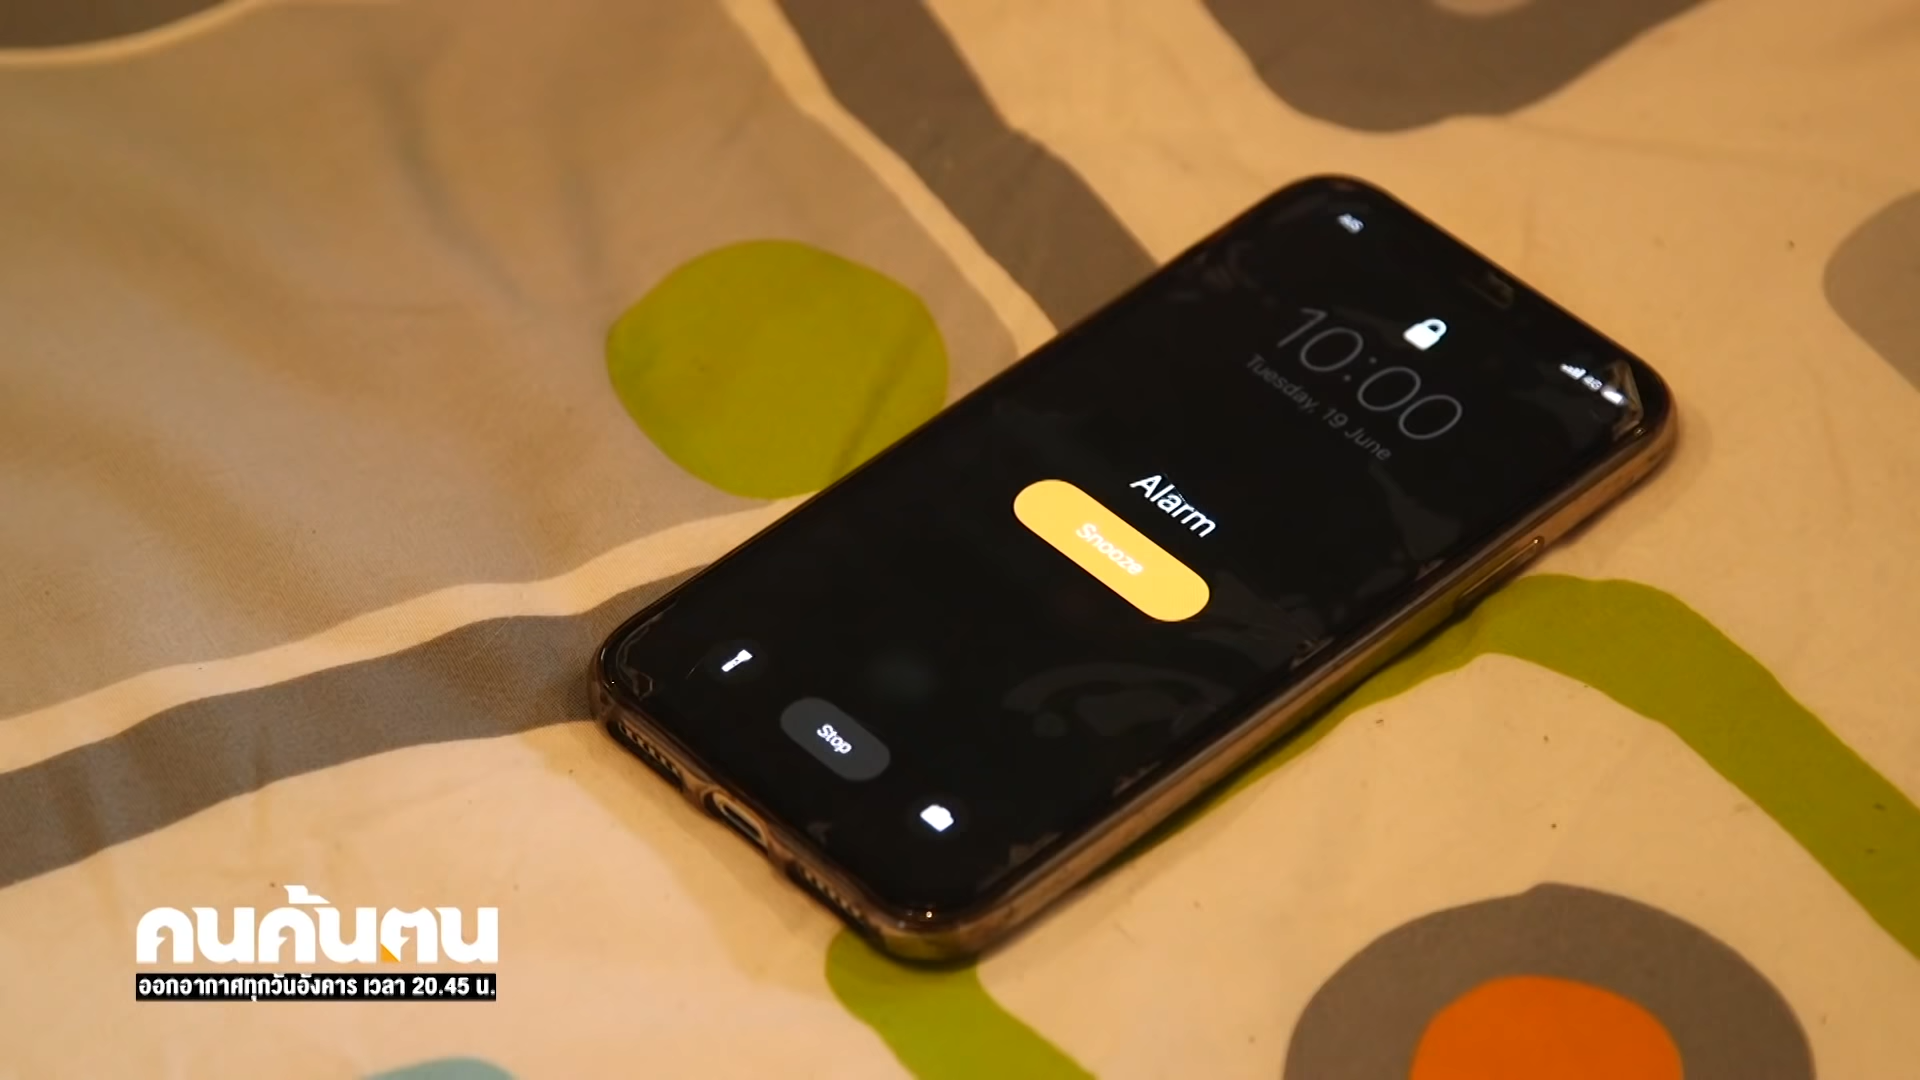 AIS
4G
10:00
Tuesday, 19 June
Alarm
Snooze
Stop
คนค้นฅน
ออกอากาศทุกวันอังคาร เวลา 20.45 น.